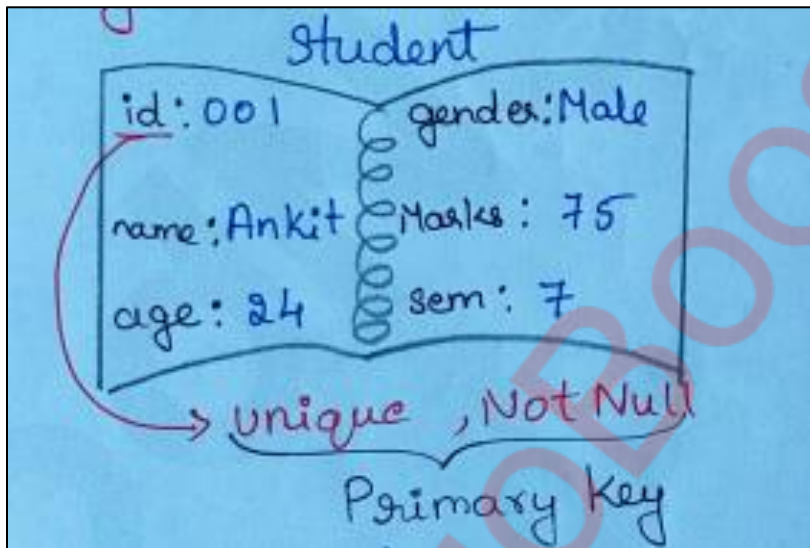 Student
id: 001
name: Ankit
age: 24
gender: Male
Marks: 75
sem: 7
unique, Not Null
Primary Key